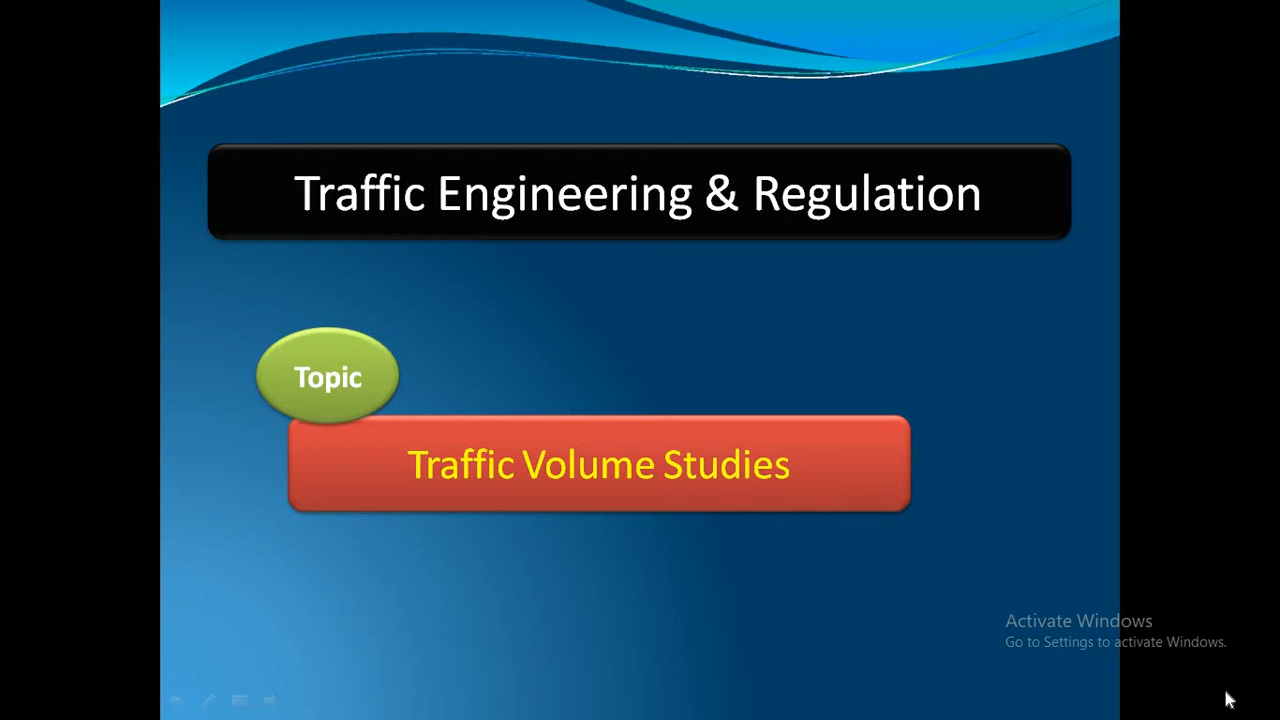 Traffic Engineering & Regulation
Topic
Traffic Volume Studies
Activate Windows
Go to Settings to activate Windows.